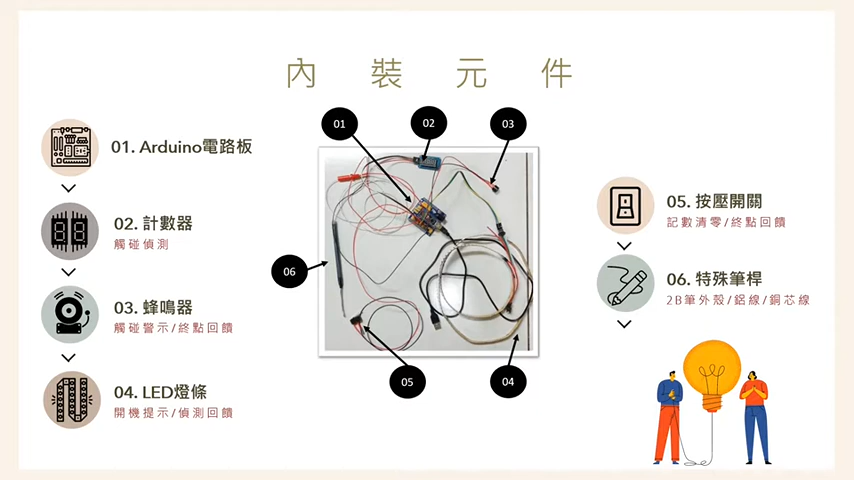 內裝元件
01. Arduino電路板
02. 計數器
觸碰偵測
03. 蜂鳴器
觸碰警示/終點回饋
04. LED燈條
開機提示/偵測回饋
01
02
03
06
05
04
05. 按壓開關
記數清零/終點回饋
06. 特殊筆桿
2B筆外殼/鋁線/銅芯線